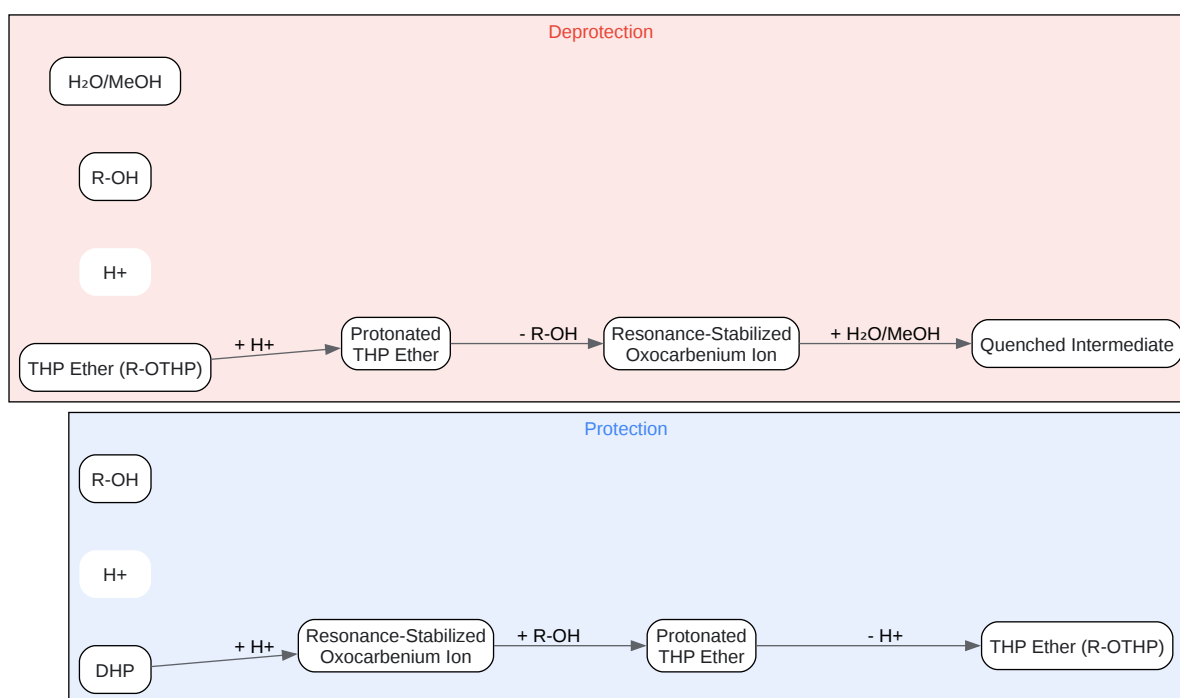 Deprotection
H₂O/MeOH
R-OH
H+
THP Ether (R-OTHP)
+ H+
Protonated
THP Ether
- R-OH
Resonance-Stabilized
Oxocarbenium Ion
+ H₂O/MeOH
Quenched Intermediate
Protection
R-OH
H+
DHP
+ H+
Resonance-Stabilized
Oxocarbenium Ion
+ R-OH
Protonated
THP Ether
- H+
THP Ether (R-OTHP)